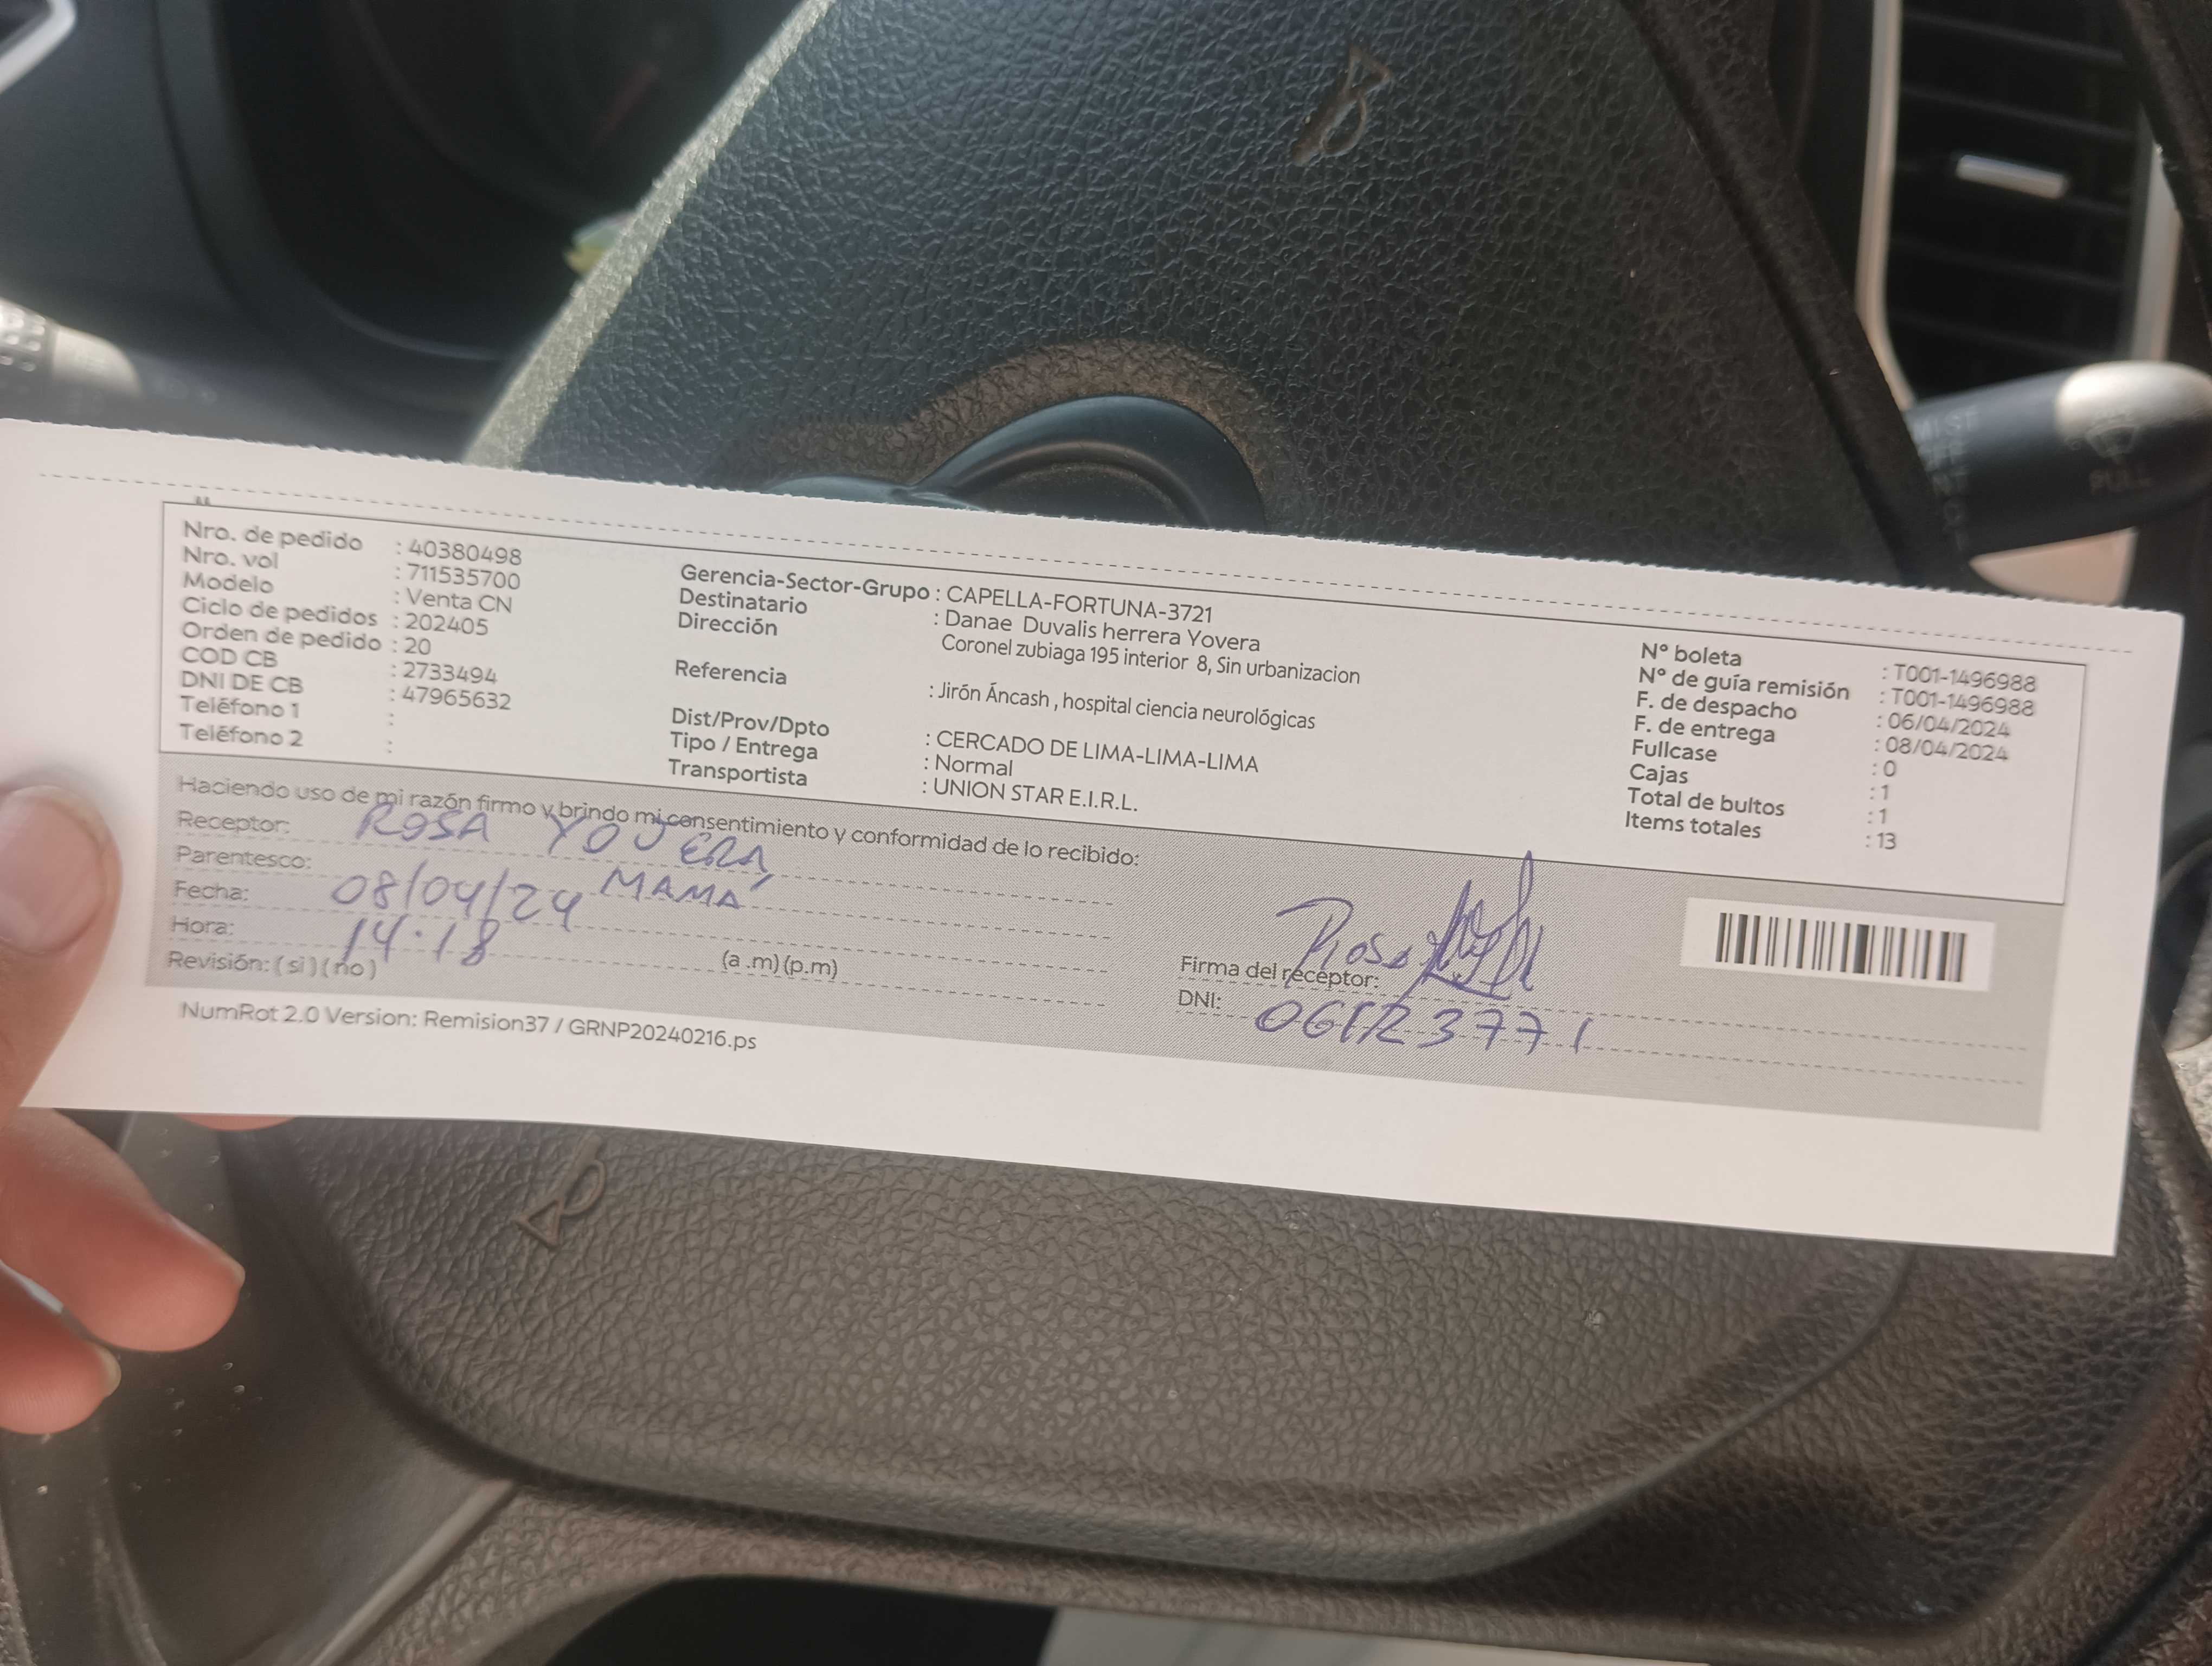 Nro. de pedido : 40380498
Nro. vol : 711535700
Modelo : Venta CN
Ciclo de pedidos : 202405
Orden de pedido : 20
COD CB : 2733494
DNI DE CB : 47965632
Teléfono 1 :
Teléfono 2 :
Gerencia-Sector-Grupo : CAPELLA-FORTUNA-3721
Destinatario : Danae Duvalis herrera Yovera
Dirección Coronel zubiaga 195 interior 8, Sin urbanizacion
Referencia : Jirón Áncash , hospital ciencia neurológicas
Dist/Prov/Dpto : CERCADO DE LIMA-LIMA-LIMA
Tipo / Entrega : Normal
Transportista : UNION STAR E.I.R.L.
N° boleta : T001-1496988
N° de guía remisión : T001-1496988
F. de despacho : 06/04/2024
F. de entrega : 08/04/2024
Fullcase : 0
Cajas : 1
Total de bultos : 1
Items totales : 13
Haciendo uso de mi razón firmo y brindo mi consentimiento y conformidad de lo recibido:
Receptor: ROSA YOVERA
Parentesco: MAMÁ
Fecha: 08/04/24
Hora: 14.18 (a .m) (p.m)
Revisión: ( si ) ( no )
Firma del receptor: Rosa
DNI:
NumRot 2.0 Version: Remision37 / GRNP20240216.ps
PULL